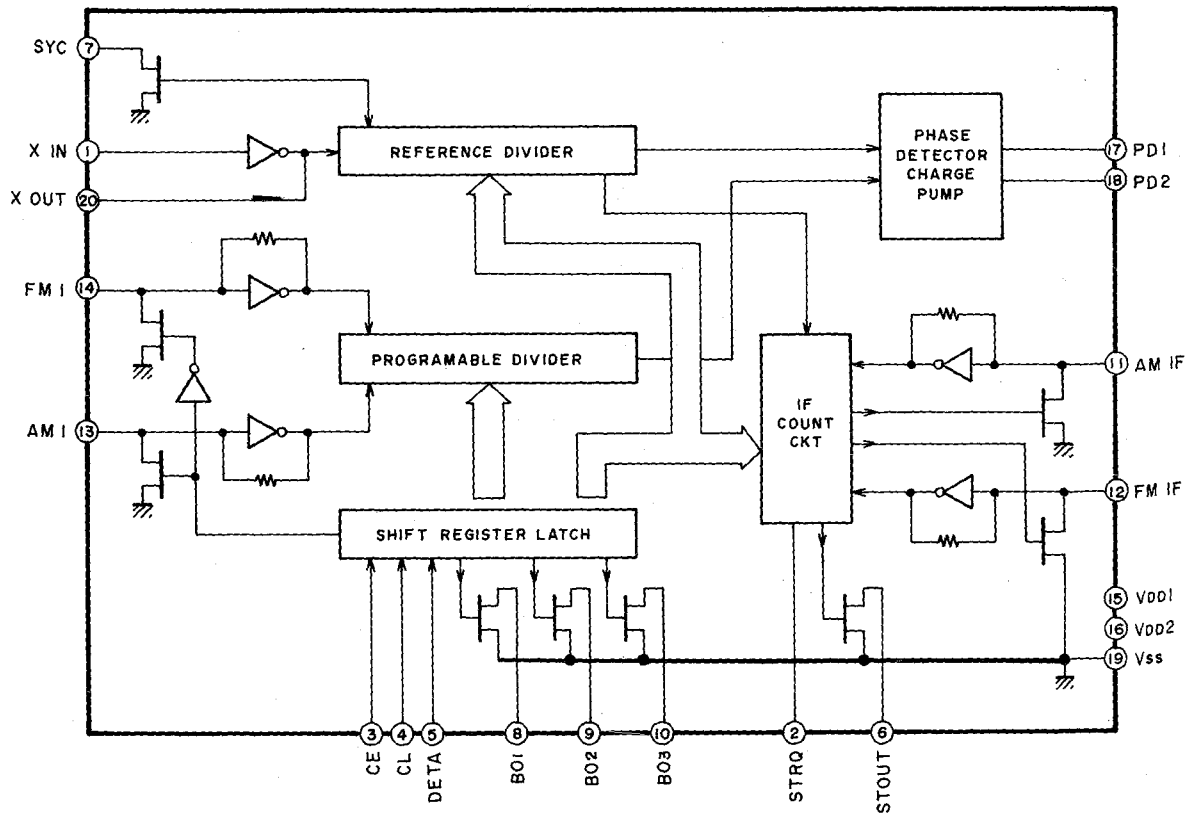 SYC 7
X IN 1
X OUT 20
FM I 14
AM I 13
REFERENCE DIVIDER
PROGRAMABLE DIVIDER
SHIFT REGISTER LATCH
PHASE
DETECTOR
CHARGE
PUMP
IF
COUNT
CKT
17 PD1
18 PD2
11 AM IF
12 FM IF
15 VDD1
16 VDD2
19 Vss
3 CE
4 CL
5 DETA
8 BO1
9 BO2
10 BO3
2 STRQ
6 STOUT